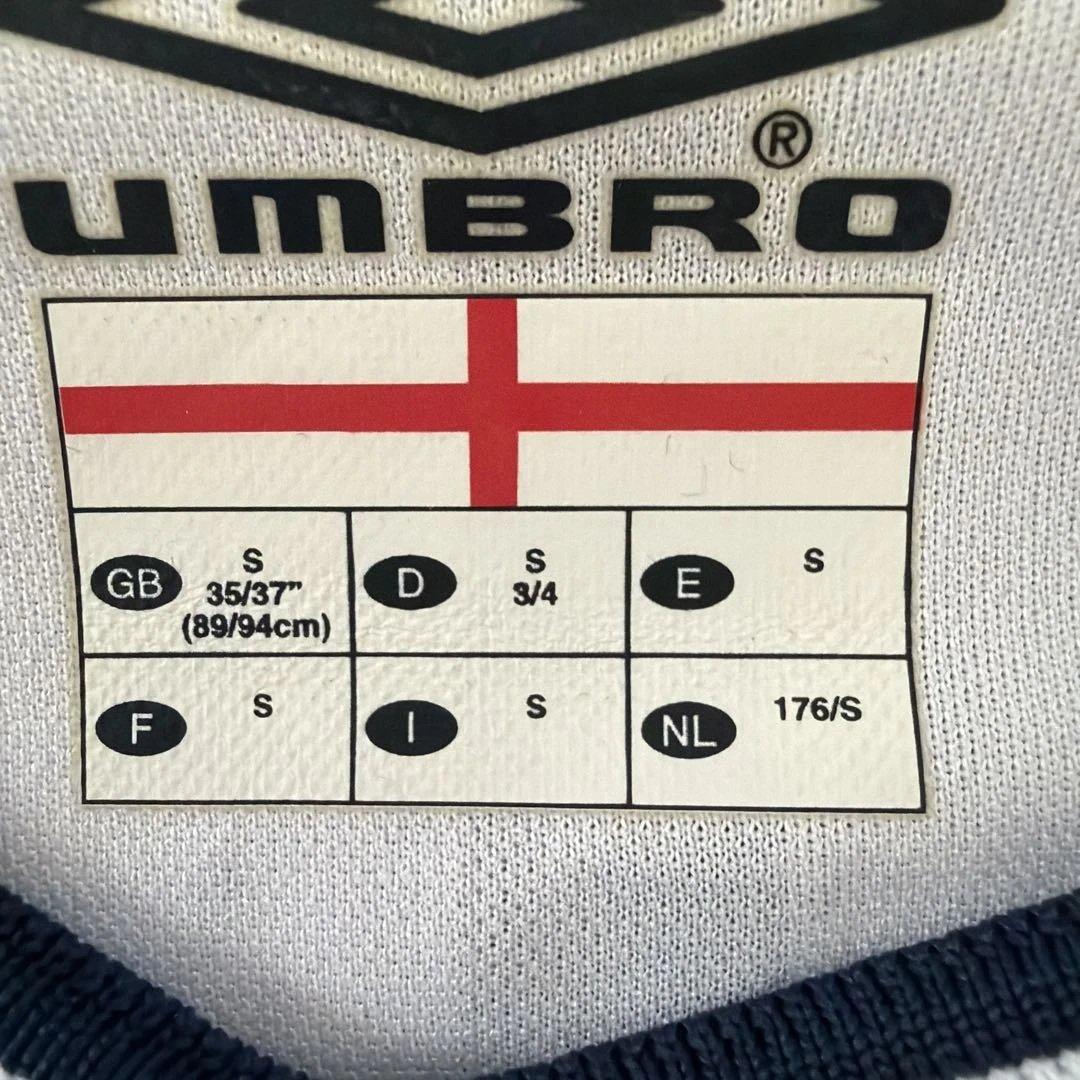 ®
UMBRO
GB S
35/37"
(89/94cm)
D S
3/4
E S
F S
I S
NL 176/S